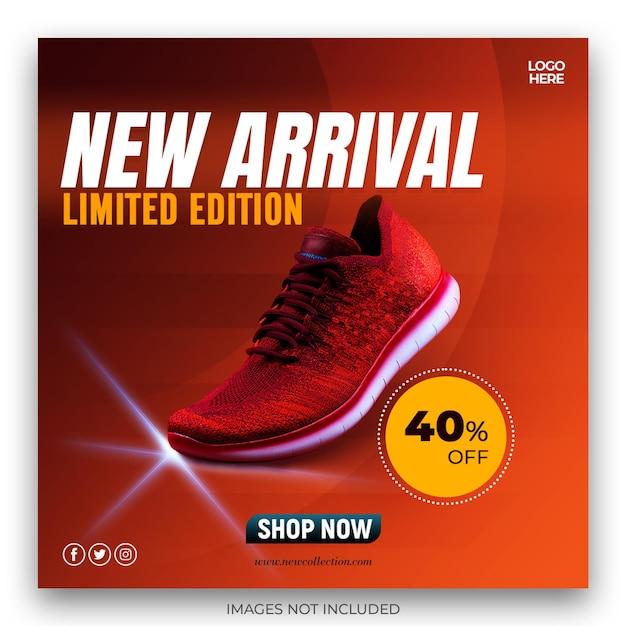 LOGO
HERE
NEW ARRIVAL
LIMITED EDITION
40%
OFF
SHOP NOW
www.newcollection.com
IMAGES NOT INCLUDED